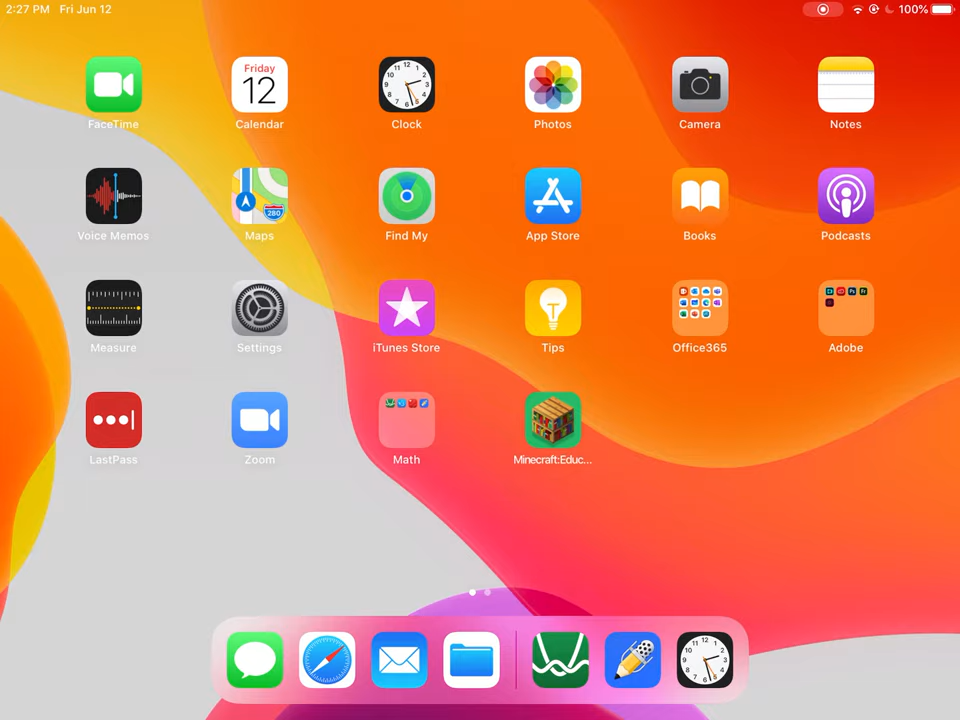 2:27 PM Fri Jun 12 100%
FaceTime
Friday
12
Calendar
Clock
Photos
Camera
Notes
Voice Memos
280
Maps
Find My
App Store
Books
Podcasts
Measure
Settings
iTunes Store
Tips
Office365
Adobe
LastPass
Zoom
Math
Minecraft:Educ...